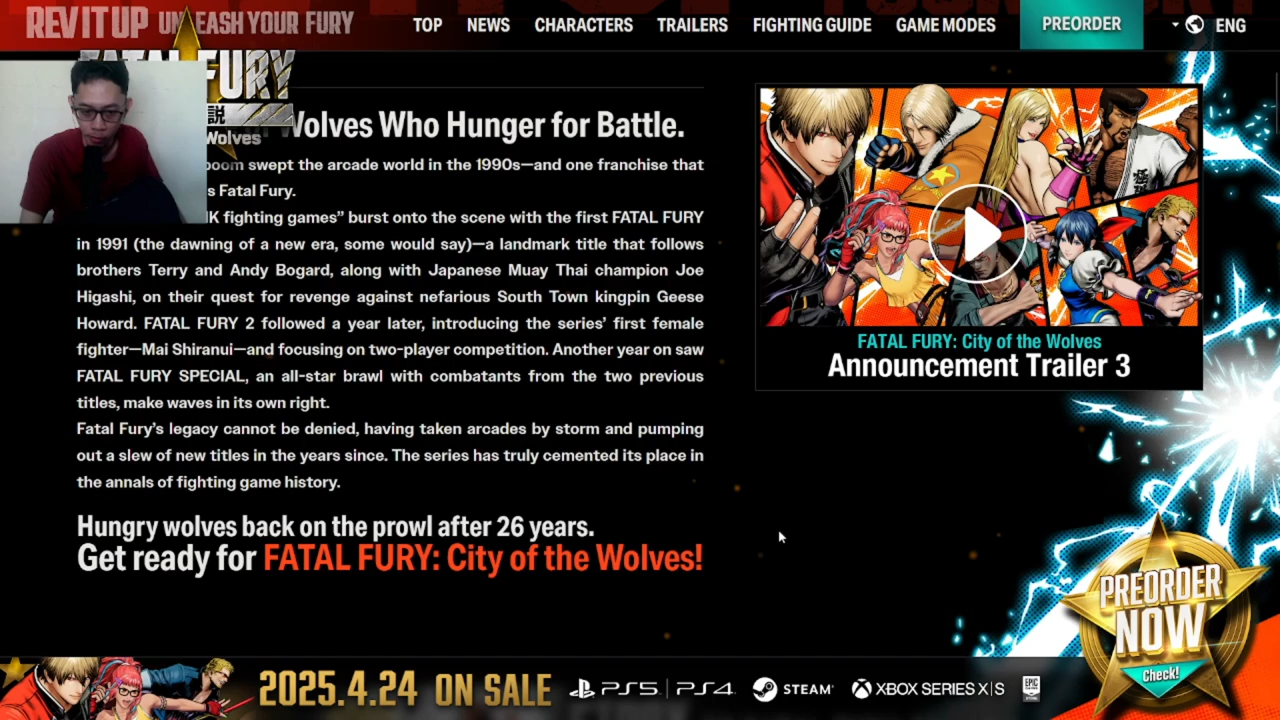 REV IT UP UNLEASH YOUR FURY
TOP NEWS CHARACTERS TRAILERS FIGHTING GUIDE GAME MODES PREORDER ENG
FATAL FURY
説
Wolves
Wolves Who Hunger for Battle.
boom swept the arcade world in the 1990s—and one franchise that
s Fatal Fury.
K fighting games” burst onto the scene with the first FATAL FURY
in 1991 (the dawning of a new era, some would say)—a landmark title that follows
brothers Terry and Andy Bogard, along with Japanese Muay Thai champion Joe
Higashi, on their quest for revenge against nefarious South Town kingpin Geese
Howard. FATAL FURY 2 followed a year later, introducing the series’ first female
fighter—Mai Shiranui—and focusing on two-player competition. Another year on saw
FATAL FURY SPECIAL, an all-star brawl with combatants from the two previous
titles, make waves in its own right.
Fatal Fury’s legacy cannot be denied, having taken arcades by storm and pumping
out a slew of new titles in the years since. The series has truly cemented its place in
the annals of fighting game history.
Hungry wolves back on the prowl after 26 years.
Get ready for FATAL FURY: City of the Wolves!
FATAL FURY: City of the Wolves
Announcement Trailer 3
PREORDER
NOW
Check!
2025.4.24 ON SALE PS5 PS4 STEAM XBOX SERIES X|S EPIC